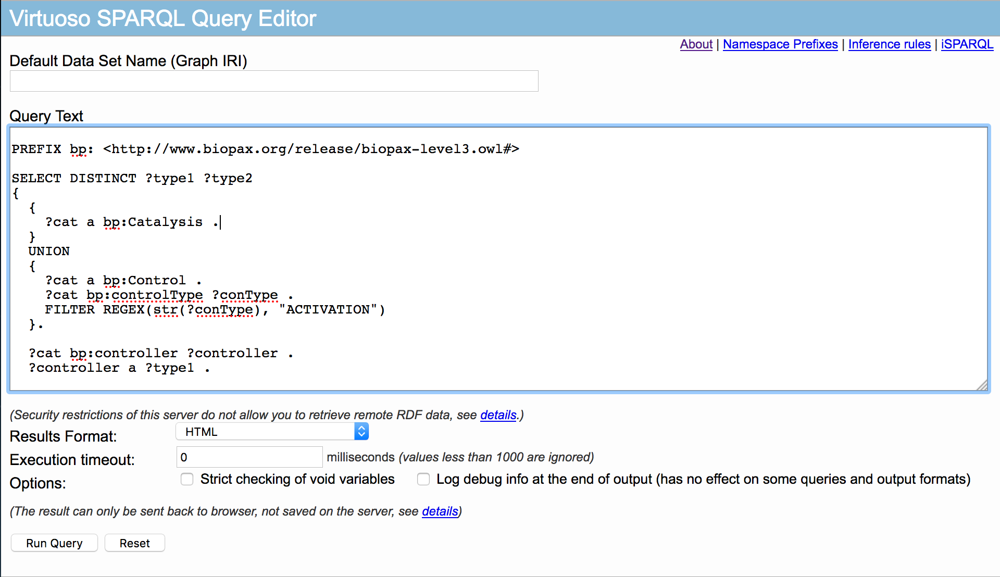 Virtuoso SPARQL Query Editor
About | Namespace Prefixes | Inference rules | iSPARQL
Default Data Set Name (Graph IRI)
Query Text
PREFIX bp: <http://www.biopax.org/release/biopax-level3.owl#>
SELECT DISTINCT ?type1 ?type2
{
{
?cat a bp:Catalysis .
}
UNION
{
?cat a bp:Control .
?cat bp:controlType ?conType .
FILTER REGEX(str(?conType), "ACTIVATION")
}.
?cat bp:controller ?controller .
?controller a ?type1 .
(Security restrictions of this server do not allow you to retrieve remote RDF data, see details.)
Results Format: HTML
Execution timeout: 0 milliseconds (values less than 1000 are ignored)
Options: Strict checking of void variables Log debug info at the end of output (has no effect on some queries and output formats)
(The result can only be sent back to browser, not saved on the server, see details)
Run Query Reset